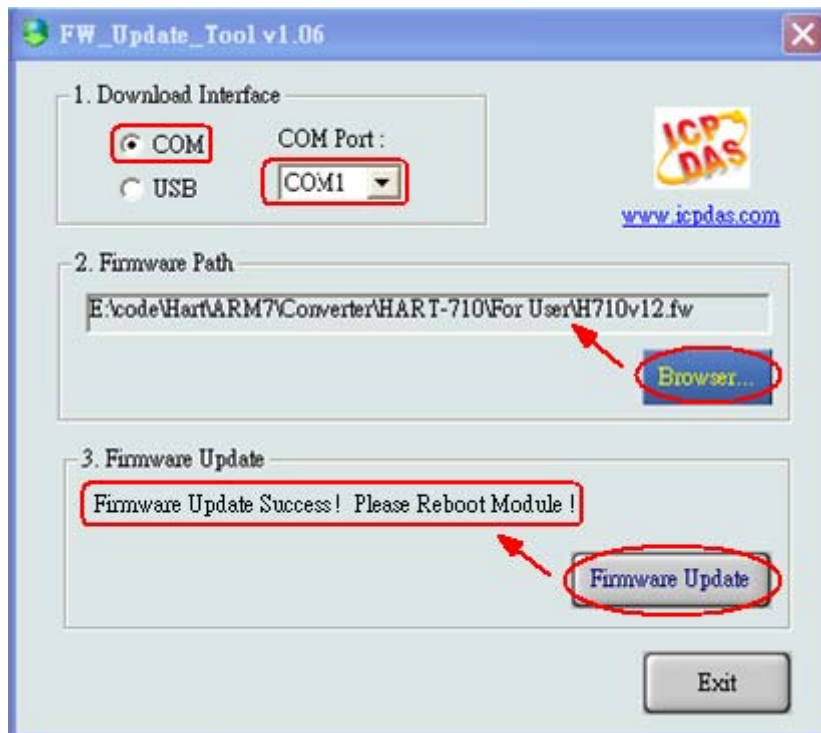 FW_Update_Tool v1.06
1. Download Interface
COM
COM Port :
USB
COM1
ICP
DAS
www.icpdas.com
2. Firmware Path
E:\code\Hart\ARM7\Converter\HART-710\For User\H710v12.fw
Browser...
3. Firmware Update
Firmware Update Success ! Please Reboot Module !
Firmware Update
Exit